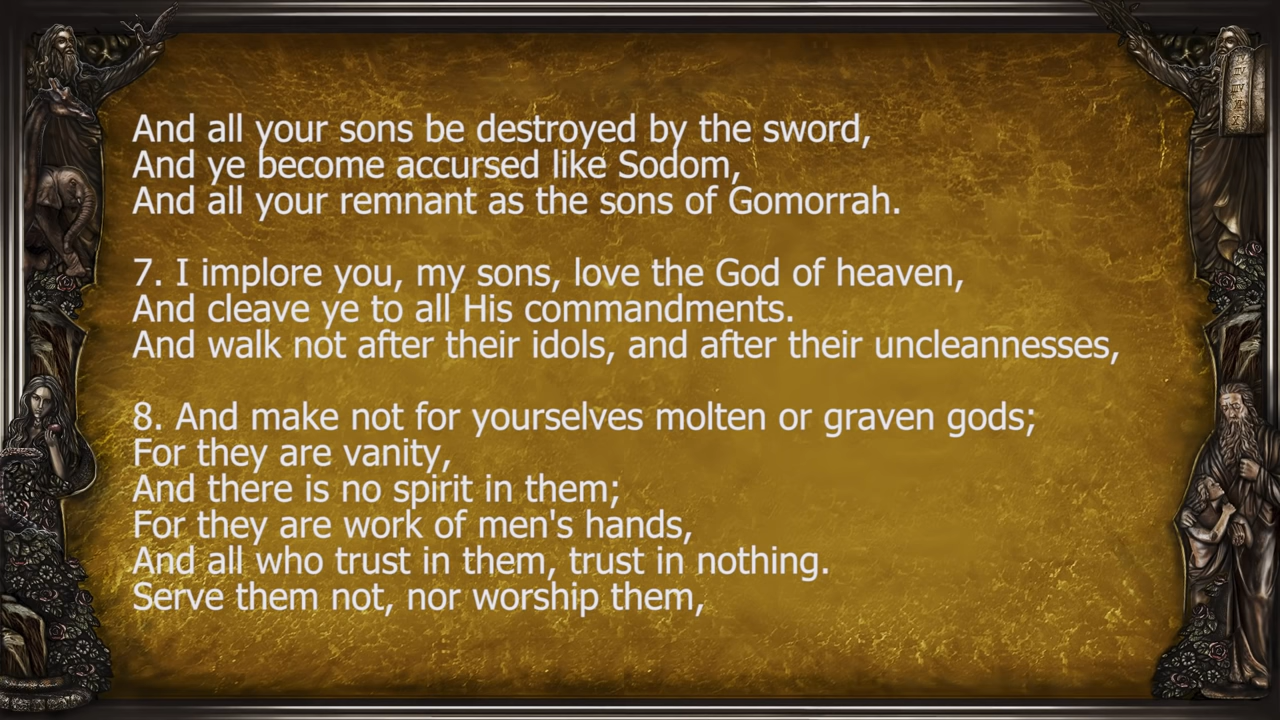 And all your sons be destroyed by the sword,
And ye become accursed like Sodom,
And all your remnant as the sons of Gomorrah.
7. I implore you, my sons, love the God of heaven,
And cleave ye to all His commandments.
And walk not after their idols, and after their uncleannesses,
8. And make not for yourselves molten or graven gods;
For they are vanity,
And there is no spirit in them;
For they are work of men's hands,
And all who trust in them, trust in nothing.
Serve them not, nor worship them,